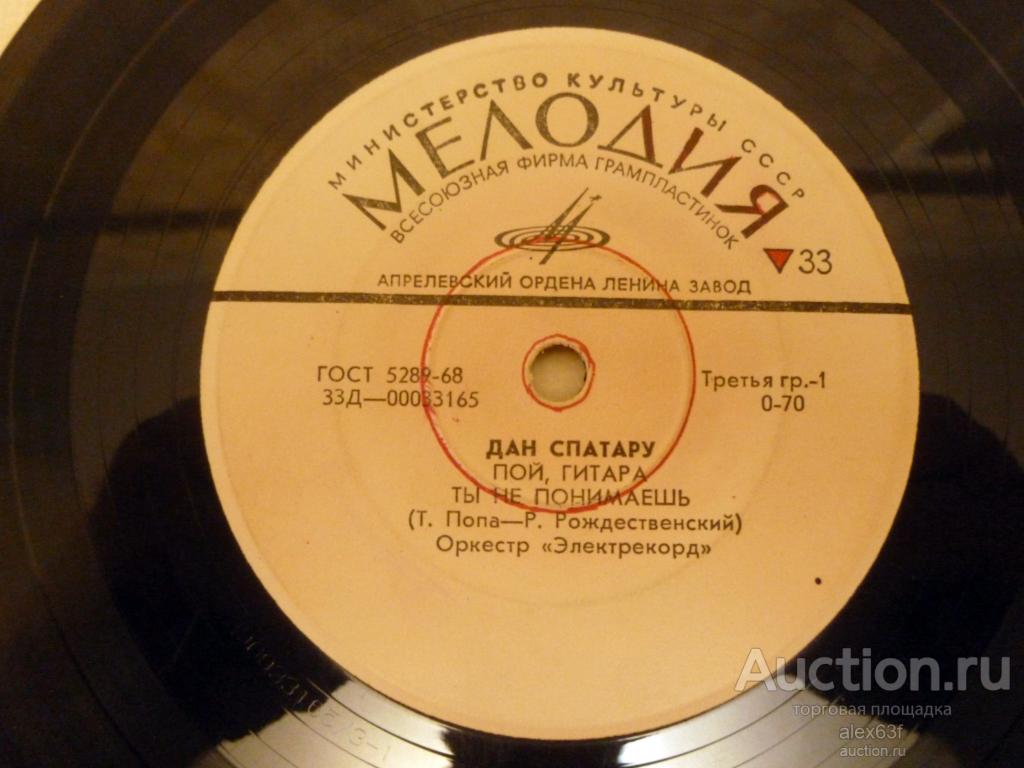 МИНИСТЕРСТВО КУЛЬТУРЫ СССР
МЕЛОДИЯ
ВСЕСОЮЗНАЯ ФИРМА ГРАМПЛАСТИНОК
33
АПРЕЛЕВСКИЙ ОРДЕНА ЛЕНИНА ЗАВОД
ГОСТ 5289-68
33Д—00033165
Третья гр.-1
0-70
ДАН СПАТАРУ
ПОЙ, ГИТАРА
ТЫ НЕ ПОНИМАЕШЬ
(Т. Попа—Р. Рождественский)
Оркестр «Электрекорд»
Auction.ru
торговая площадка
alex63f
auction.ru